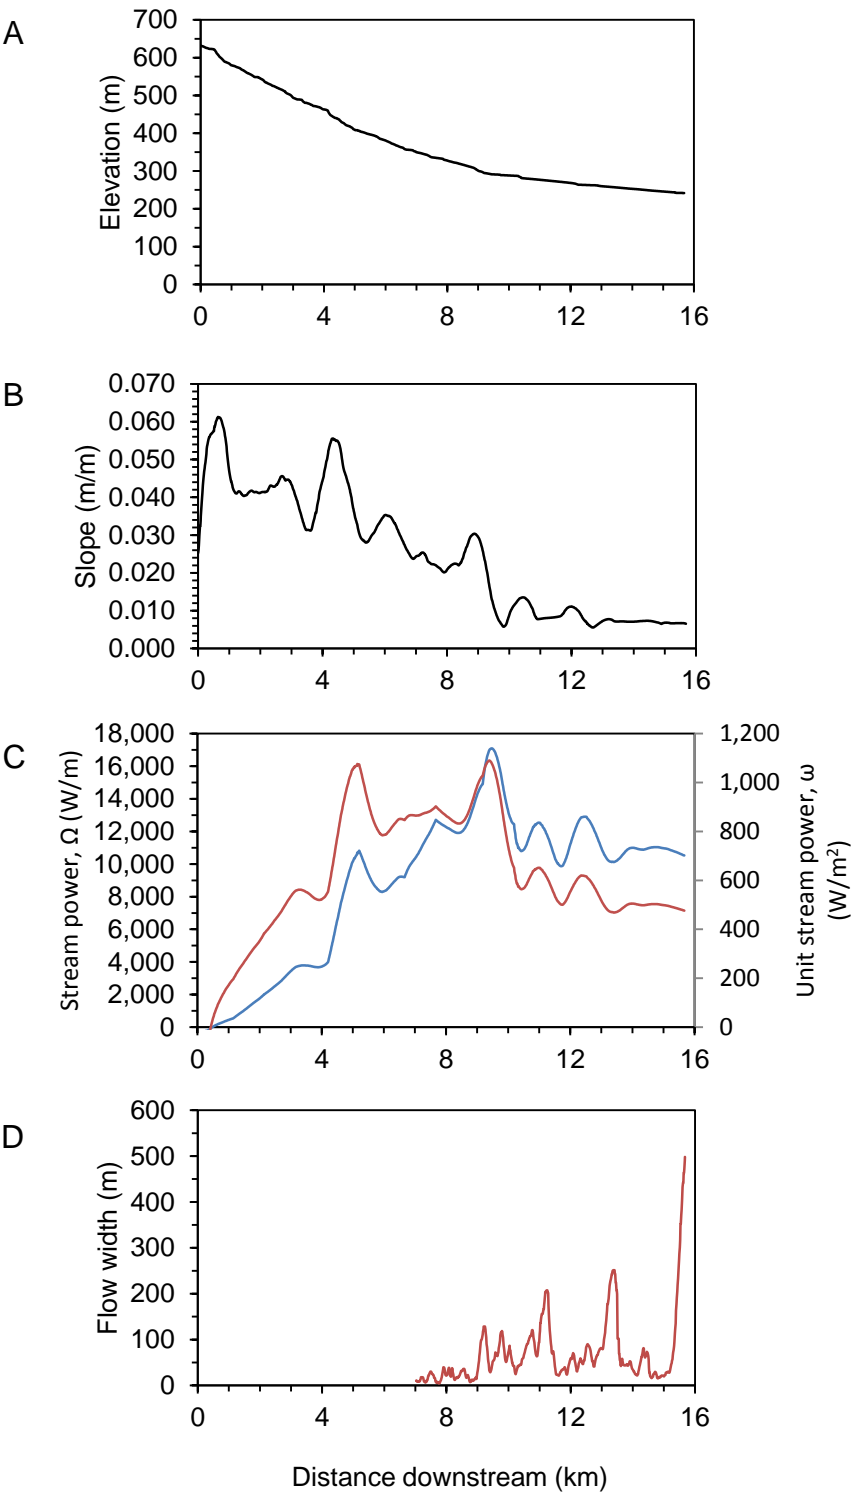 A
Elevation (m)
700
600
500
400
300
200
100
0
0 4 8 12 16
B
Slope (m/m)
0.070
0.060
0.050
0.040
0.030
0.020
0.010
0.000
0 4 8 12 16
C
Stream power, Ω (W/m)
18,000
16,000
14,000
12,000
10,000
8,000
6,000
4,000
2,000
0
1,200
1,000
800
600
400
200
0
Unit stream power, ω
(W/m²)
0 4 8 12 16
D
Flow width (m)
600
500
400
300
200
100
0
0 4 8 12 16
Distance downstream (km)